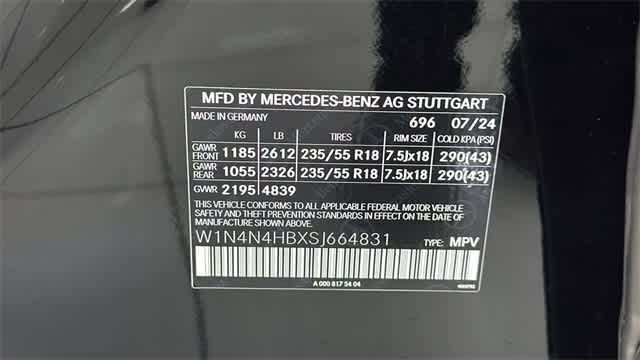 MFD BY MERCEDES-BENZ AG STUTTGART
MADE IN GERMANY 696 07/24
KG LB TIRES RIM SIZE COLD KPA (PSI)
GAWR FRONT 1185 2612 235/55 R18 7.5Jx18 290(43)
GAWR REAR 1055 2326 235/55 R18 7.5Jx18 290(43)
GVWR 2195 4839
THIS VEHICLE CONFORMS TO ALL APPLICABLE FEDERAL MOTOR VEHICLE
SAFETY AND THEFT PREVENTION STANDARDS IN EFFECT ON THE DATE OF
MANUFACTURE SHOWN ABOVE.
W1N4N4HBXSJ664831 TYPE: MPV
A 000 817 54 04